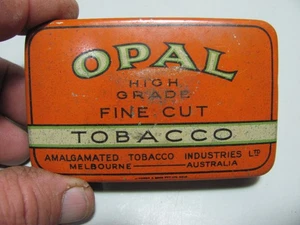 OPAL
HIGH
GRADE
FINE CUT
TOBACCO
AMALGAMATED TOBACCO INDUSTRIES LTD
MELBOURNE AUSTRALIA